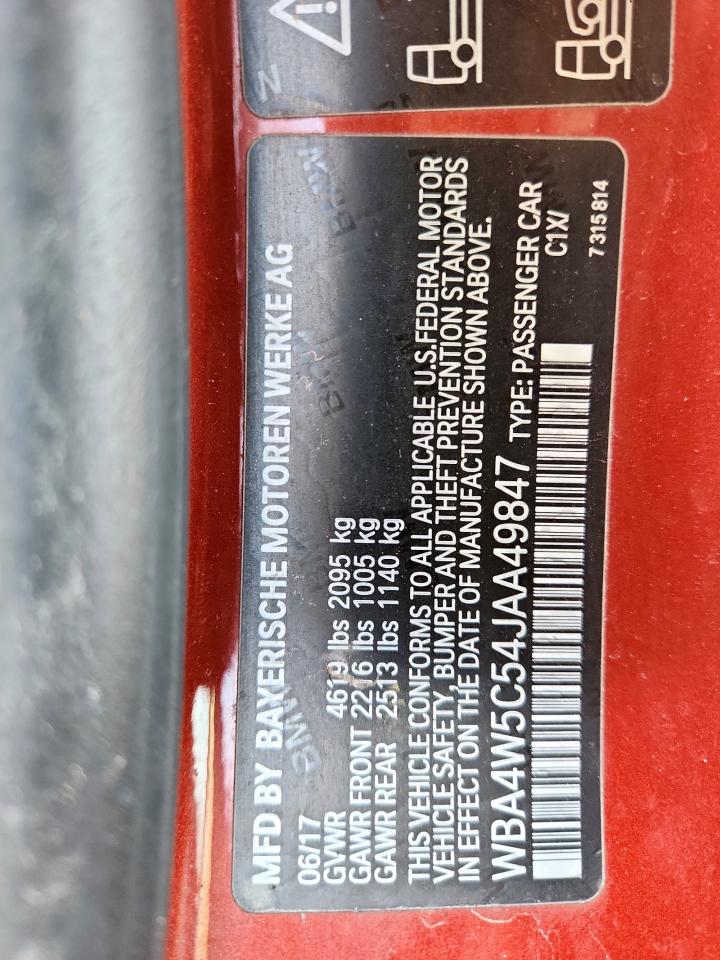 MFD BY BAYERISCHE MOTOREN WERKE AG
06/17
GVWR 4619 lbs 2095 kg
GAWR FRONT 2216 lbs 1005 kg
GAWR REAR 2513 lbs 1140 kg
THIS VEHICLE CONFORMS TO ALL APPLICABLE U.S.FEDERAL MOTOR
VEHICLE SAFETY, BUMPER AND THEFT PREVENTION STANDARDS
IN EFFECT ON THE DATE OF MANUFACTURE SHOWN ABOVE.
WBA4W5C54JAA49847 TYPE: PASSENGER CAR
C1X/
7 315 814